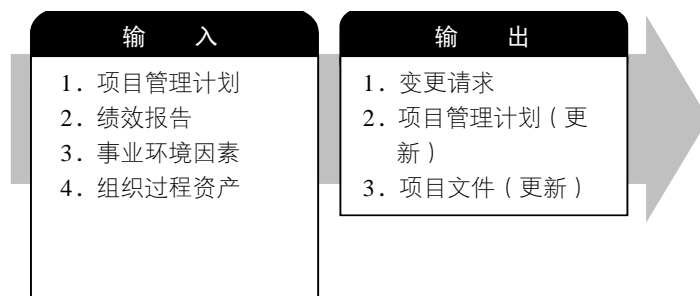 输 入
1. 项目管理计划
2. 绩效报告
3. 事业环境因素
4. 组织过程资产
输 出
1. 变更请求
2. 项目管理计划（更
新）
3. 项目文件（更新）